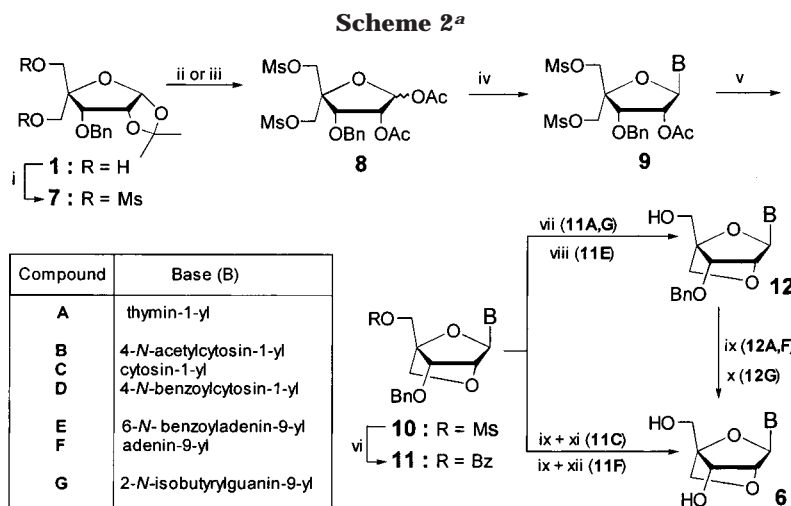 Scheme 2a
RO
O
RO
OBn
O
O
1 : R = H
i
7 : R = Ms
ii or iii
MsO
O
OAc
MsO
OBn
OAc
8
iv
MsO
O
B
MsO
OBn
OAc
9
v
Compound
Base (B)
A
thymin-1-yl
B
4-N-acetylcytosin-1-yl
C
cytosin-1-yl
D
4-N-benzoylcytosin-1-yl
E
6-N- benzoyladenin-9-yl
F
adenin-9-yl
G
2-N-isobutyrylguanin-9-yl
RO
O
B
BnO
O
10 : R = Ms
vi
11 : R = Bz
vii (11A,G)
viii (11E)
HO
O
B
BnO
O
12
ix (12A,F)
x (12G)
ix + xi (11C)
ix + xii (11F)
HO
O
B
HO
O
6